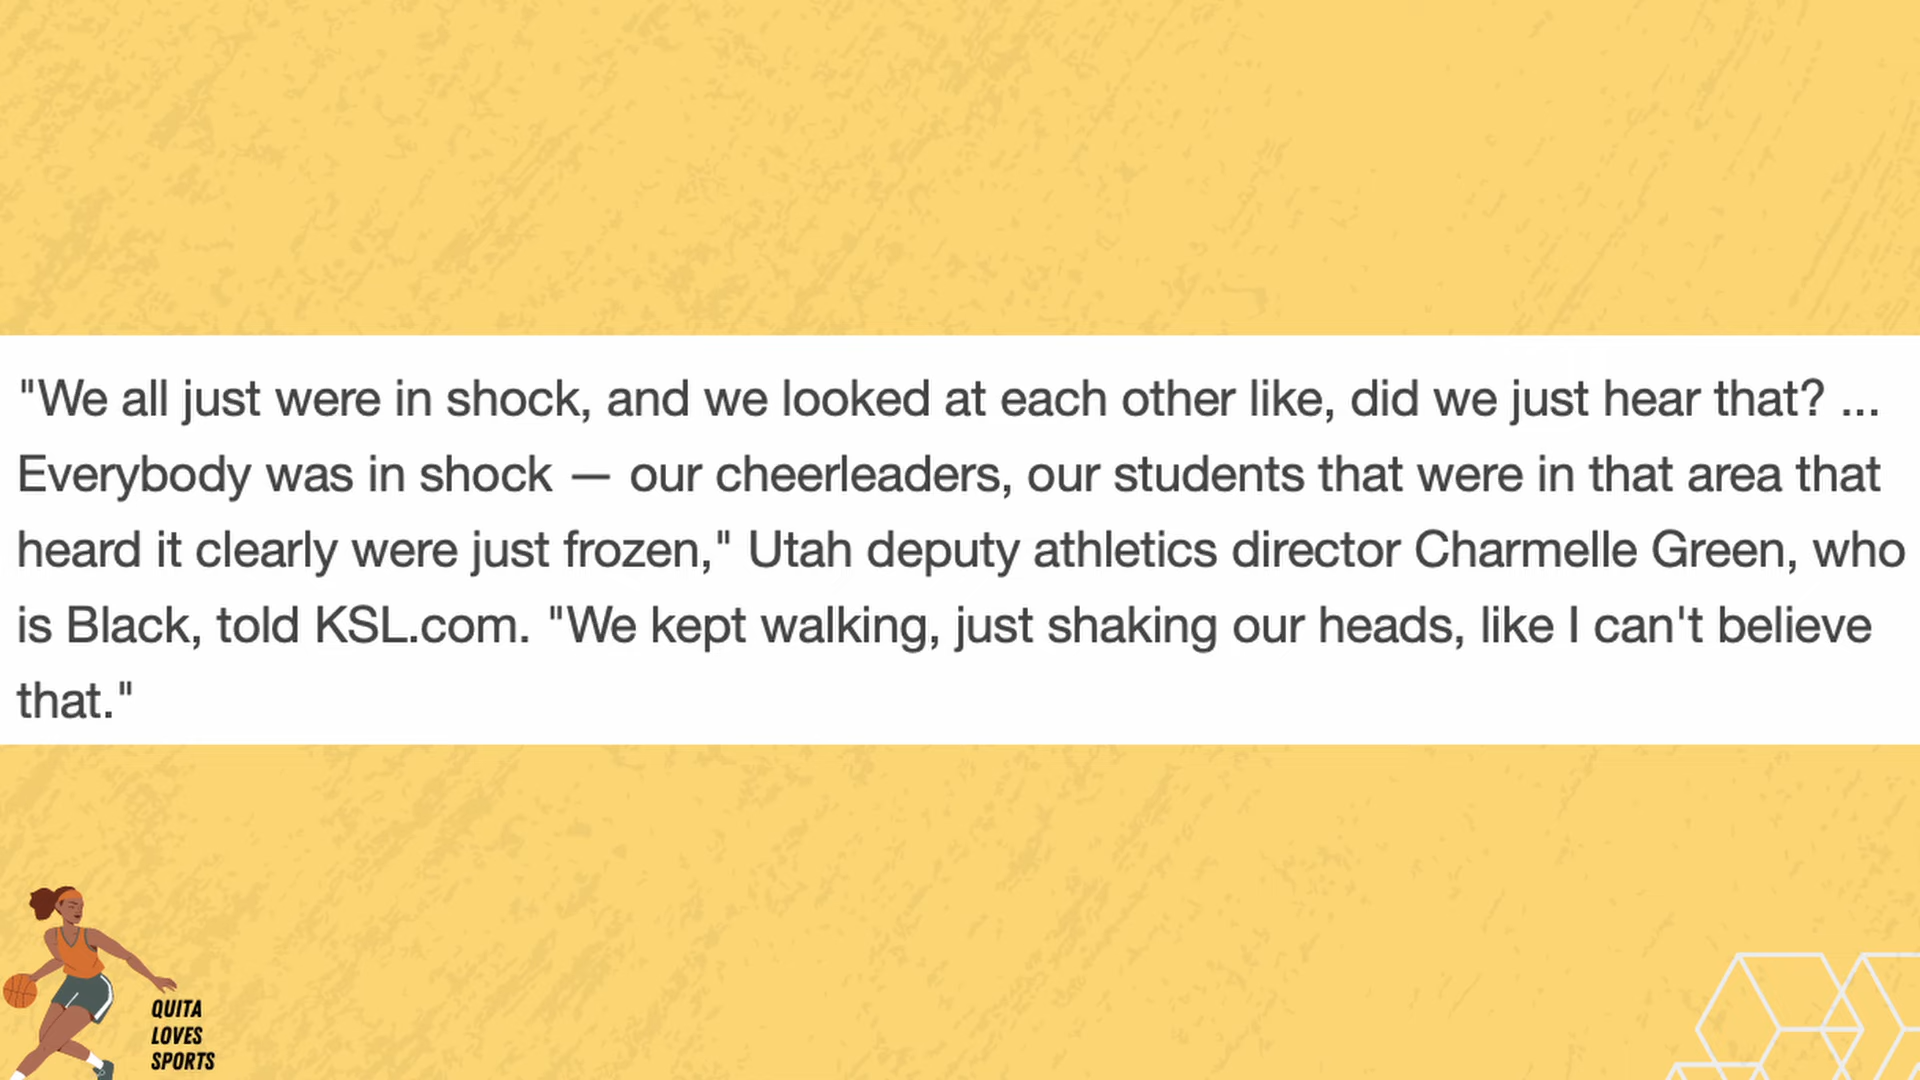 "We all just were in shock, and we looked at each other like, did we just hear that? ...
Everybody was in shock — our cheerleaders, our students that were in that area that
heard it clearly were just frozen," Utah deputy athletics director Charmelle Green, who
is Black, told KSL.com. "We kept walking, just shaking our heads, like I can't believe
that."
QUITA
LOVES
SPORTS